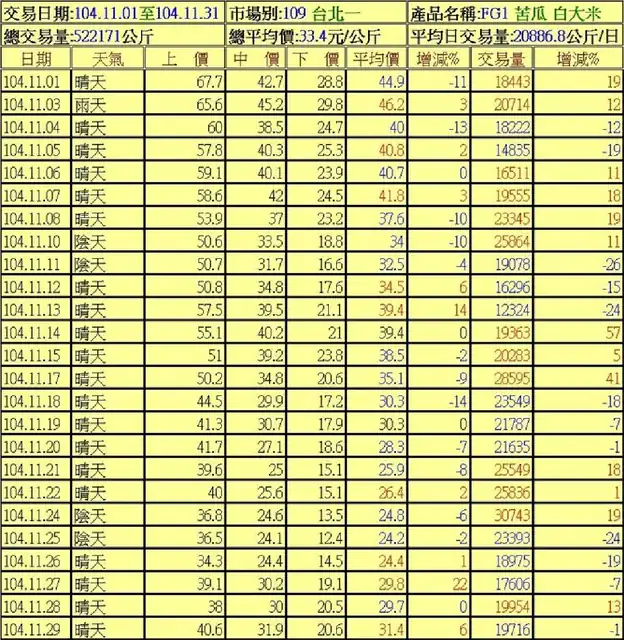 交易日期:104.11.01至104.11.31 市場別:109 台北一 產品名稱:FG1 苦瓜 白大米
總交易量:522171公斤 總平均價:33.4元/公斤 平均日交易量:20886.8公斤/日
日期 天氣 上 價 中 價 下 價 平均價 增減% 交易量 增減%
104.11.01 晴天 67.7 42.7 28.8 44.9 -11 18443 19
104.11.03 雨天 65.6 45.2 29.8 46.2 3 20714 12
104.11.04 晴天 60 38.5 24.7 40 -13 18222 -12
104.11.05 晴天 57.8 40.3 25.3 40.8 2 14835 -19
104.11.06 晴天 59.1 40.1 23.9 40.7 0 16511 11
104.11.07 晴天 58.6 42 24.5 41.8 3 19555 18
104.11.08 晴天 53.9 37 23.2 37.6 -10 23345 19
104.11.10 陰天 50.6 33.5 18.8 34 -10 25864 11
104.11.11 陰天 50.7 31.7 16.6 32.5 -4 19078 -26
104.11.12 晴天 50.8 34.8 17.6 34.5 6 16296 -15
104.11.13 晴天 57.5 39.5 21.1 39.4 14 12324 -24
104.11.14 晴天 55.1 40.2 21 39.4 0 19363 57
104.11.15 晴天 51 39.2 23.8 38.5 -2 20283 5
104.11.17 晴天 50.2 34.8 20.6 35.1 -9 28595 41
104.11.18 晴天 44.5 29.9 17.2 30.3 -14 23549 -18
104.11.19 晴天 41.3 30.7 17.9 30.3 0 21787 -7
104.11.20 晴天 41.7 27.1 18.6 28.3 -7 21635 -1
104.11.21 晴天 39.6 25 15.1 25.9 -8 25549 18
104.11.22 晴天 40 25.6 15.1 26.4 2 25836 1
104.11.24 陰天 36.8 24.6 13.5 24.8 -6 30743 19
104.11.25 陰天 36.5 24.1 12.4 24.2 -2 23393 -24
104.11.26 晴天 34.3 24.4 14.5 24.4 1 18975 -19
104.11.27 晴天 39.1 30.2 19.1 29.8 22 17606 -7
104.11.28 晴天 38 30 20.5 29.7 0 19954 13
104.11.29 晴天 40.6 31.9 20.6 31.4 6 19716 -1